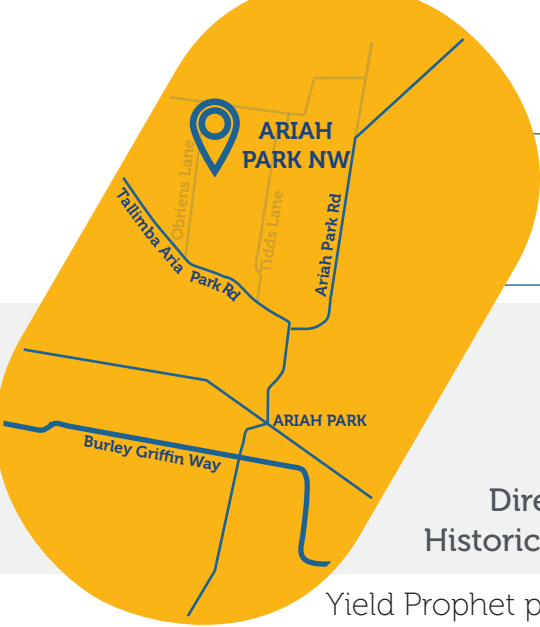 ARIAH
PARK NW
Obriens Lane
Tidds Lane
Ariah Park Rd
Tallimba Aria Park Rd
ARIAH PARK
Burley Griffin Way
Dire
Historic
Yield Prophet p